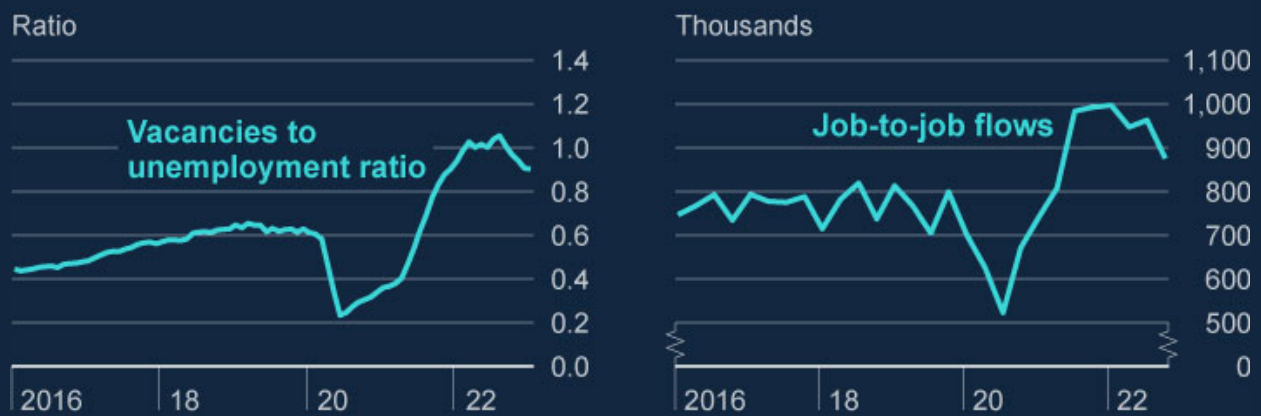 Ratio
1.4
1.2
Vacancies to
unemployment ratio
1.0
0.8
0.6
0.4
0.2
0.0
2016 18 20 22
Thousands
1,100
1,000
Job-to-job flows
900
800
700
600
500
0
2016 18 20 22